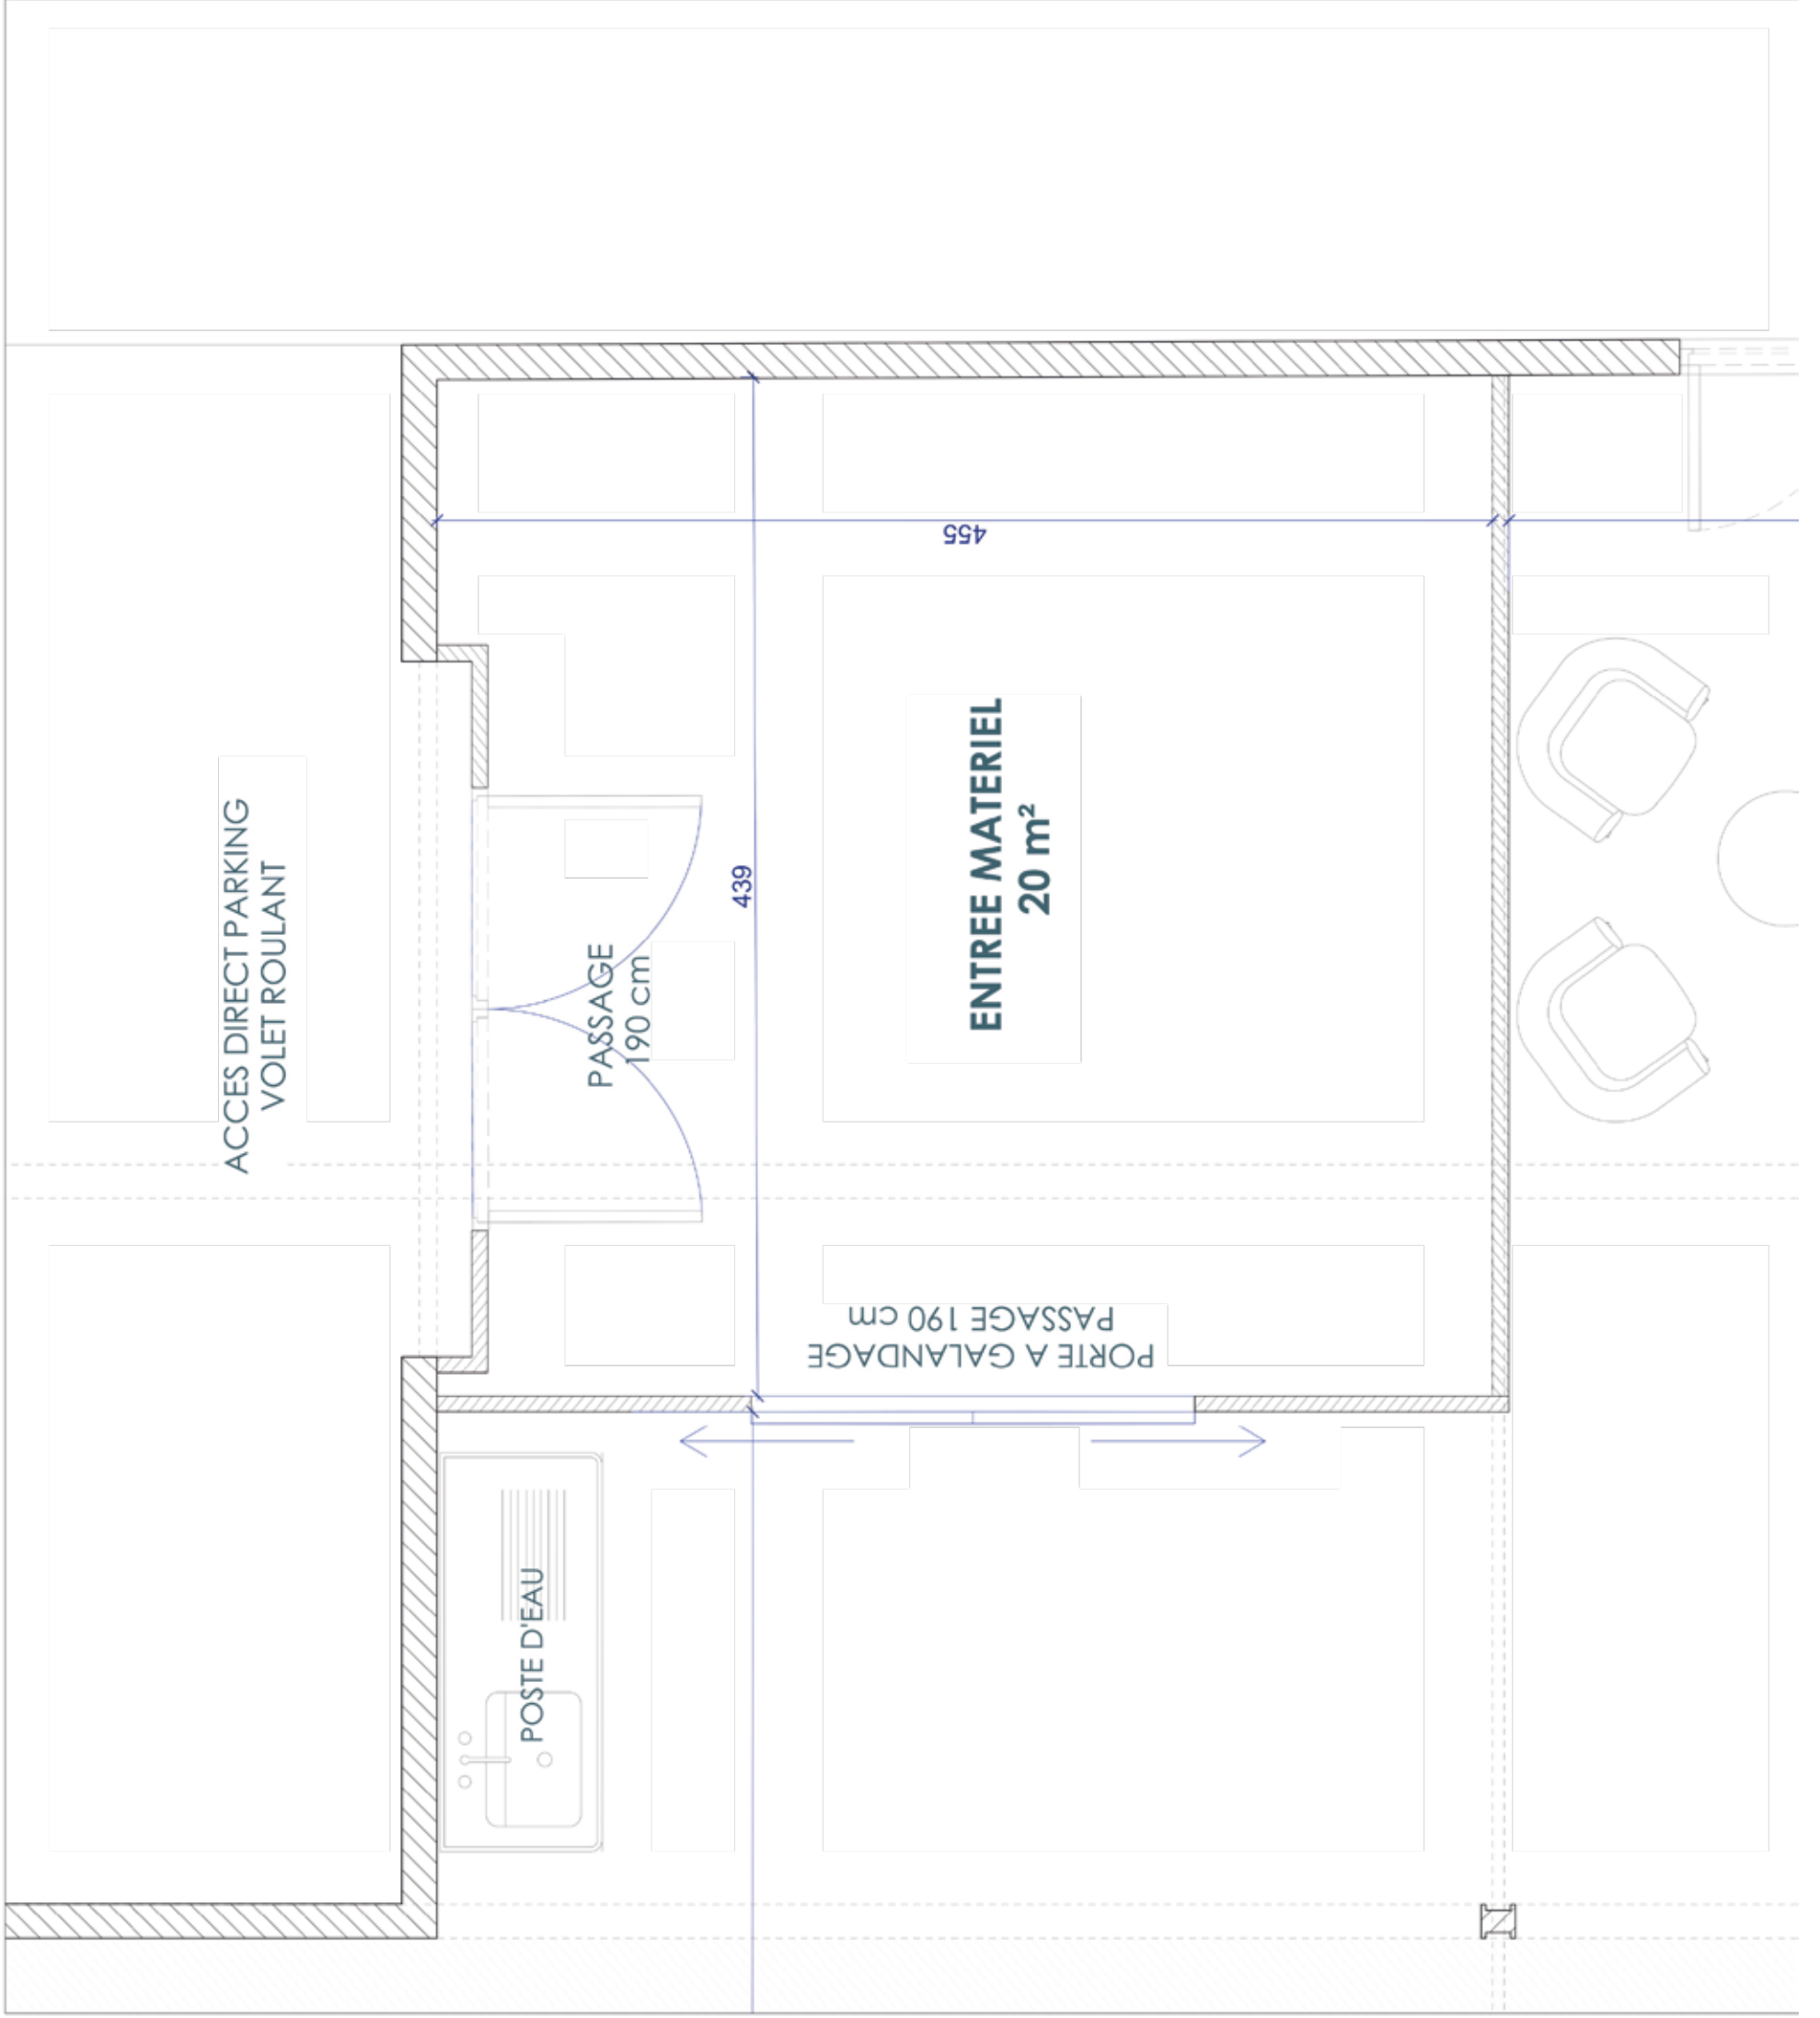 ACCES DIRECT PARKING
VOLET ROULANT
PASSAGE
190 cm
439
455
ENTREE MATERIEL
20 m²
PORTE A GALANDAGE
PASSAGE 190 cm
POSTE D'EAU